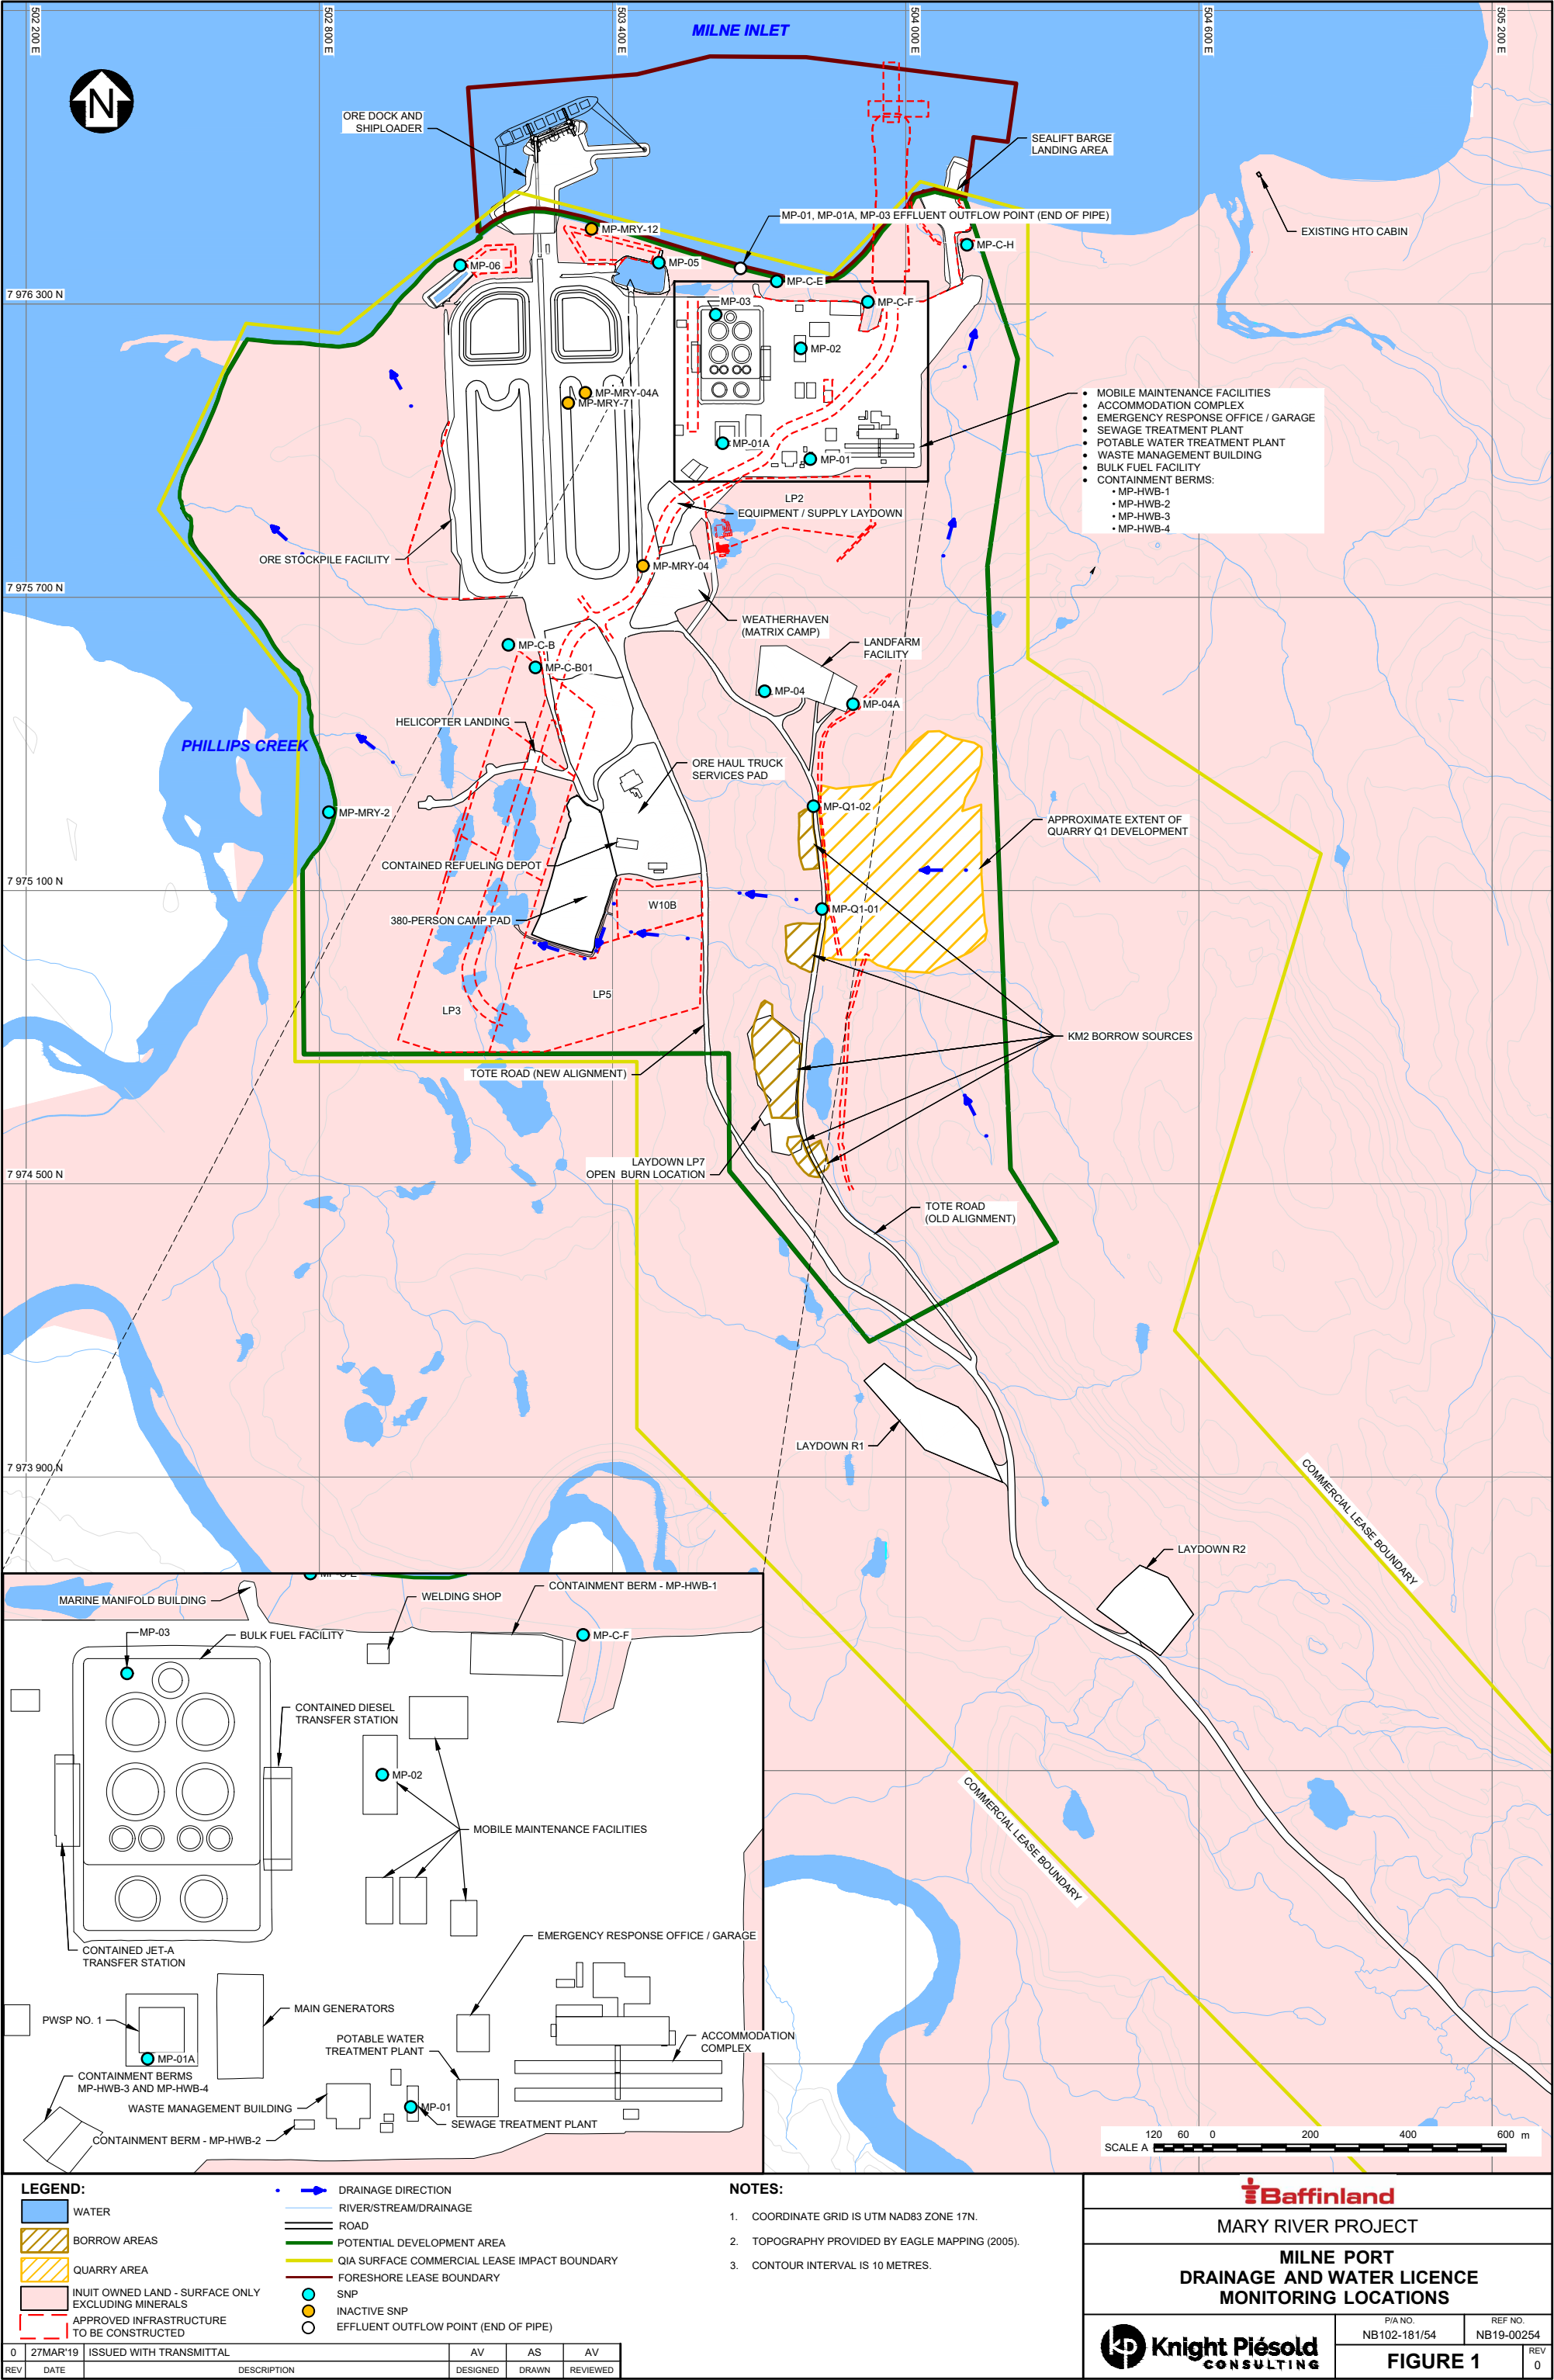 502 200 E
502 800 E
503 400 E
504 000 E
504 600 E
505 200 E
MILNE INLET
N
ORE DOCK AND
SHIPLOADER
SEALIFT BARGE
LANDING AREA
EXISTING HTO CABIN
MP-01, MP-01A, MP-03 EFFLUENT OUTFLOW POINT (END OF PIPE)
MP-MRY-12
MP-C-H
MP-06
MP-05
MP-C-E
7 976 300 N
MP-03
MP-C-F
MP-02
MP-MRY-04A
MP-MRY-7
MP-01A
MP-01
• MOBILE MAINTENANCE FACILITIES
• ACCOMMODATION COMPLEX
• EMERGENCY RESPONSE OFFICE / GARAGE
• SEWAGE TREATMENT PLANT
• POTABLE WATER TREATMENT PLANT
• WASTE MANAGEMENT BUILDING
• BULK FUEL FACILITY
• CONTAINMENT BERMS:
• MP-HWB-1
• MP-HWB-2
• MP-HWB-3
• MP-HWB-4
LP2
EQUIPMENT / SUPPLY LAYDOWN
ORE STOCKPILE FACILITY
MP-MRY-04
7 975 700 N
WEATHERHAVEN
(MATRIX CAMP)
LANDFARM
FACILITY
MP-C-B
MP-C-B01
MP-04
MP-04A
HELICOPTER LANDING
PHILLIPS CREEK
ORE HAUL TRUCK
SERVICES PAD
MP-MRY-2
MP-Q1-02
APPROXIMATE EXTENT OF
QUARRY Q1 DEVELOPMENT
CONTAINED REFUELING DEPOT
7 975 100 N
W10B
MP-Q1-01
380-PERSON CAMP PAD
LP5
LP3
KM2 BORROW SOURCES
TOTE ROAD (NEW ALIGNMENT)
LAYDOWN LP7
OPEN BURN LOCATION
7 974 500 N
TOTE ROAD
(OLD ALIGNMENT)
LAYDOWN R1
7 973 900 N
COMMERCIAL LEASE BOUNDARY
LAYDOWN R2
COMMERCIAL LEASE BOUNDARY
MP-C-E
MARINE MANIFOLD BUILDING
WELDING SHOP
CONTAINMENT BERM - MP-HWB-1
MP-03
BULK FUEL FACILITY
MP-C-F
CONTAINED DIESEL
TRANSFER STATION
MP-02
MOBILE MAINTENANCE FACILITIES
EMERGENCY RESPONSE OFFICE / GARAGE
CONTAINED JET-A
TRANSFER STATION
MAIN GENERATORS
PWSP NO. 1
POTABLE WATER
TREATMENT PLANT
ACCOMMODATION
COMPLEX
MP-01A
CONTAINMENT BERMS
MP-HWB-3 AND MP-HWB-4
WASTE MANAGEMENT BUILDING
MP-01
SEWAGE TREATMENT PLANT
CONTAINMENT BERM - MP-HWB-2
SCALE A 120 60 0 200 400 600 m
LEGEND:
WATER
BORROW AREAS
QUARRY AREA
INUIT OWNED LAND - SURFACE ONLY
EXCLUDING MINERALS
APPROVED INFRASTRUCTURE
TO BE CONSTRUCTED
DRAINAGE DIRECTION
RIVER/STREAM/DRAINAGE
ROAD
POTENTIAL DEVELOPMENT AREA
QIA SURFACE COMMERCIAL LEASE IMPACT BOUNDARY
FORESHORE LEASE BOUNDARY
SNP
INACTIVE SNP
EFFLUENT OUTFLOW POINT (END OF PIPE)
NOTES:
1. COORDINATE GRID IS UTM NAD83 ZONE 17N.
2. TOPOGRAPHY PROVIDED BY EAGLE MAPPING (2005).
3. CONTOUR INTERVAL IS 10 METRES.
Baffinland
MARY RIVER PROJECT
MILNE PORT
DRAINAGE AND WATER LICENCE
MONITORING LOCATIONS
Knight Piésold
CONSULTING
P/A NO.
NB102-181/54
REF NO.
NB19-00254
FIGURE 1
REV
0
0 27MAR'19 ISSUED WITH TRANSMITTAL AV AS AV
REV DATE DESCRIPTION DESIGNED DRAWN REVIEWED